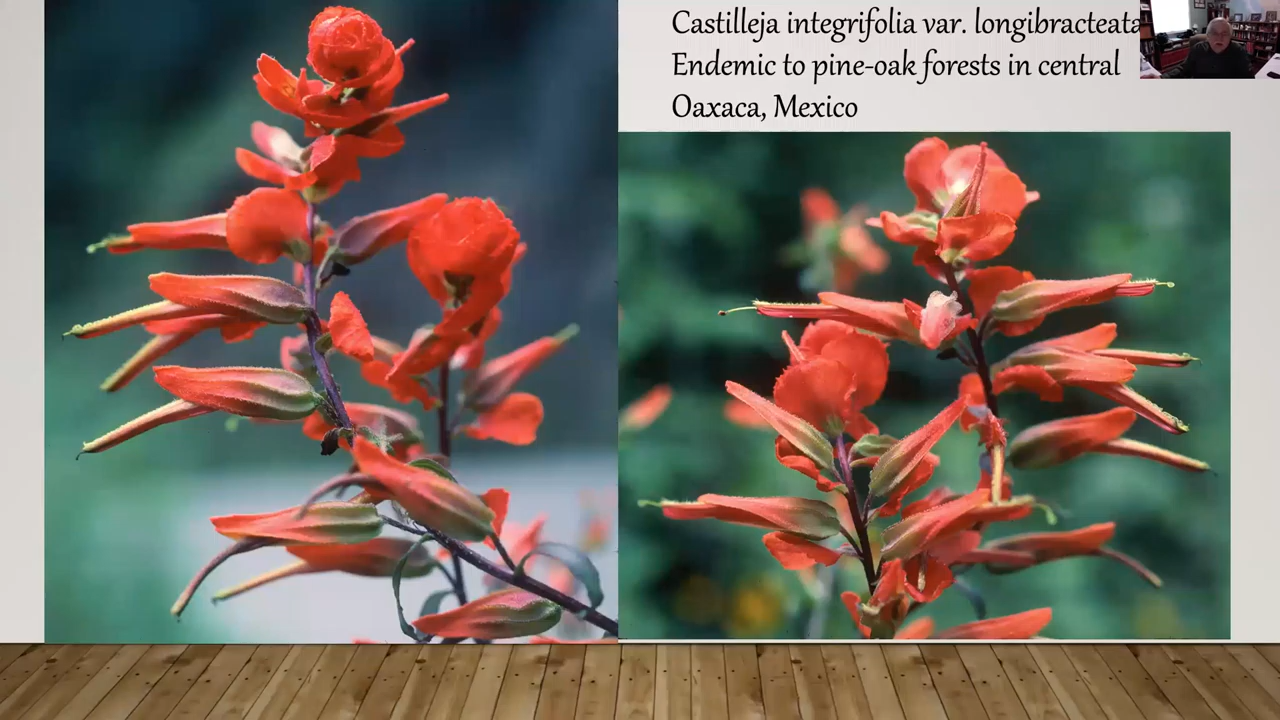 Castilleja integrifolia var. longibracteata
Endemic to pine-oak forests in central
Oaxaca, Mexico